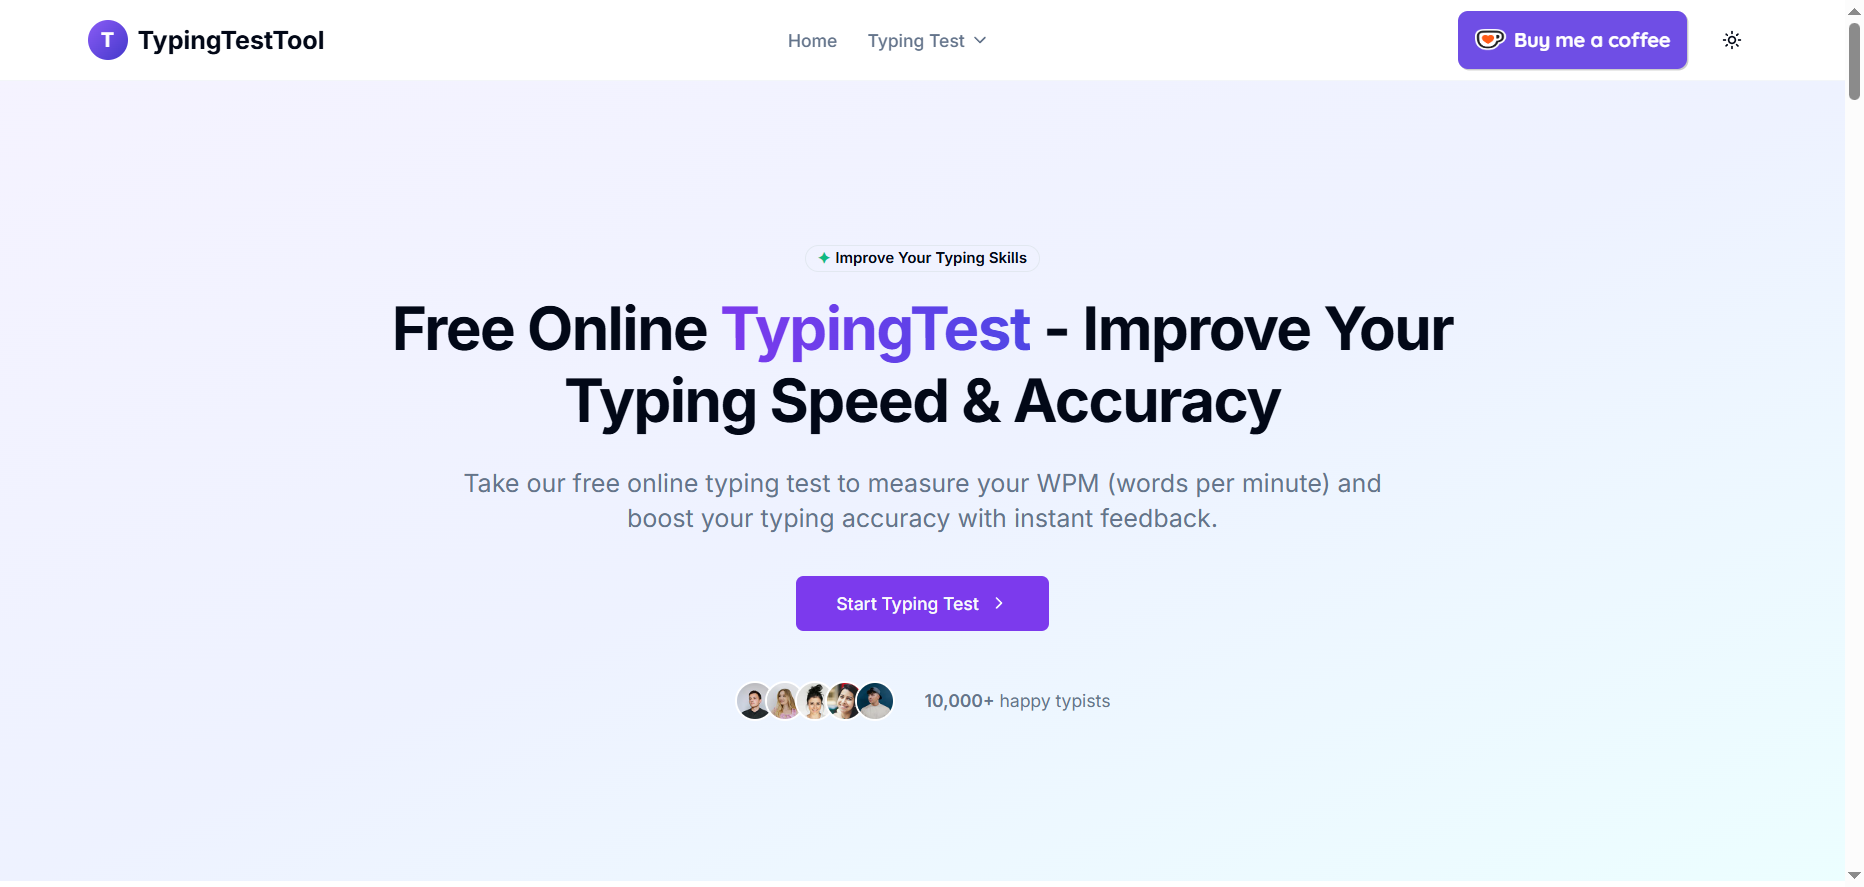 T TypingTestTool
Home
Typing Test
Buy me a coffee
Improve Your Typing Skills
Free Online TypingTest - Improve Your
Typing Speed & Accuracy
Take our free online typing test to measure your WPM (words per minute) and
boost your typing accuracy with instant feedback.
Start Typing Test
10,000+ happy typists